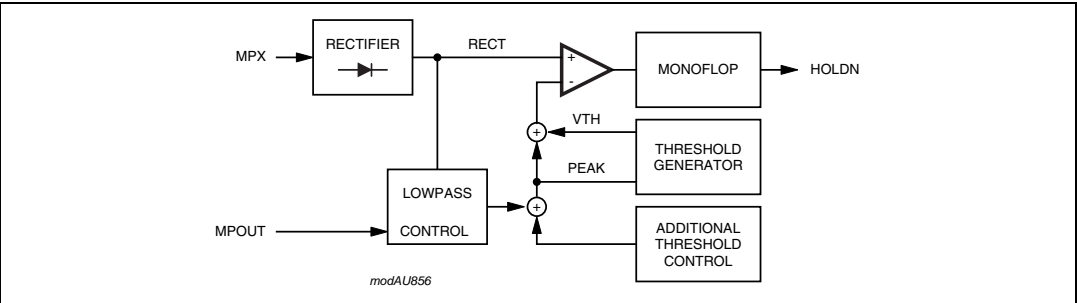 MPX
RECTIFIER
RECT
+
-
MONOFLOP
HOLDN
+
VTH
THRESHOLD
GENERATOR
PEAK
LOWPASS
CONTROL
+
MPOUT
ADDITIONAL
THRESHOLD
CONTROL
modAU856